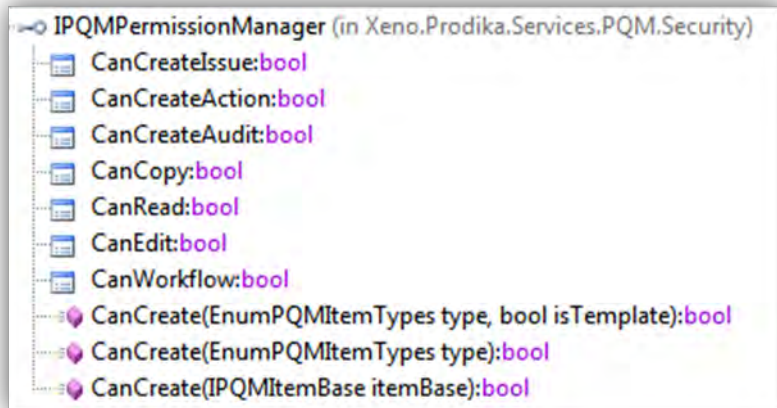 IPQMPermissionManager (in Xeno.Prodika.Services.PQM.Security)
CanCreateIssue:bool
CanCreateAction:bool
CanCreateAudit:bool
CanCopy:bool
CanRead:bool
CanEdit:bool
CanWorkflow:bool
CanCreate(EnumPQMItemTypes type, bool isTemplate):bool
CanCreate(EnumPQMItemTypes type):bool
CanCreate(IPQMItemBase itemBase):bool